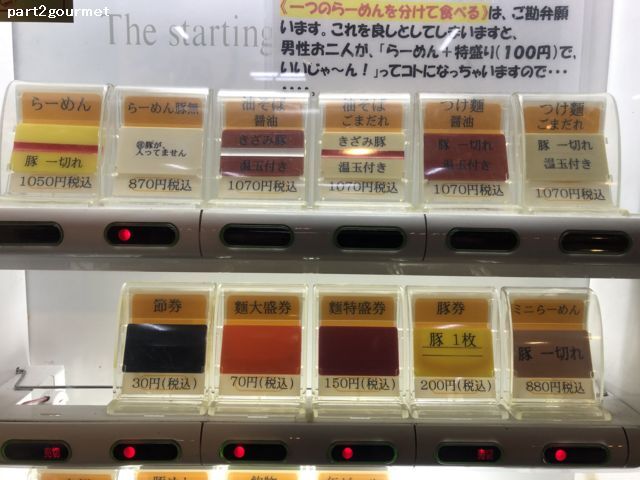 part2gourmet
The starting
《一つのらーめんを分けて食べる》は、ご勘弁願
います。これを良しとしてしまいますと、
男性お二人が、「らーめん+特盛り(100円)で、
いいじゃ～ん！」ってコトになっちゃいますので・・・
・・・・・。
らーめん
豚 一切れ
1050円税込
らーめん豚無
㊟豚が
入ってません
870円税込
油そば
醤油
きざみ豚
温玉付き
1070円税込
油そば
ごまだれ
きざみ豚
温玉付き
1070円税込
つけ麺
醤油
豚 一切れ
温玉付き
1070円税込
つけ麺
ごまだれ
豚 一切れ
温玉付き
1070円税込
節券
30円(税込)
麺大盛券
70円(税込)
麺特盛券
150円(税込)
豚券
豚 1枚
200円(税込)
ミニらーめん
豚 一切れ
880円(税込)
売切
売切